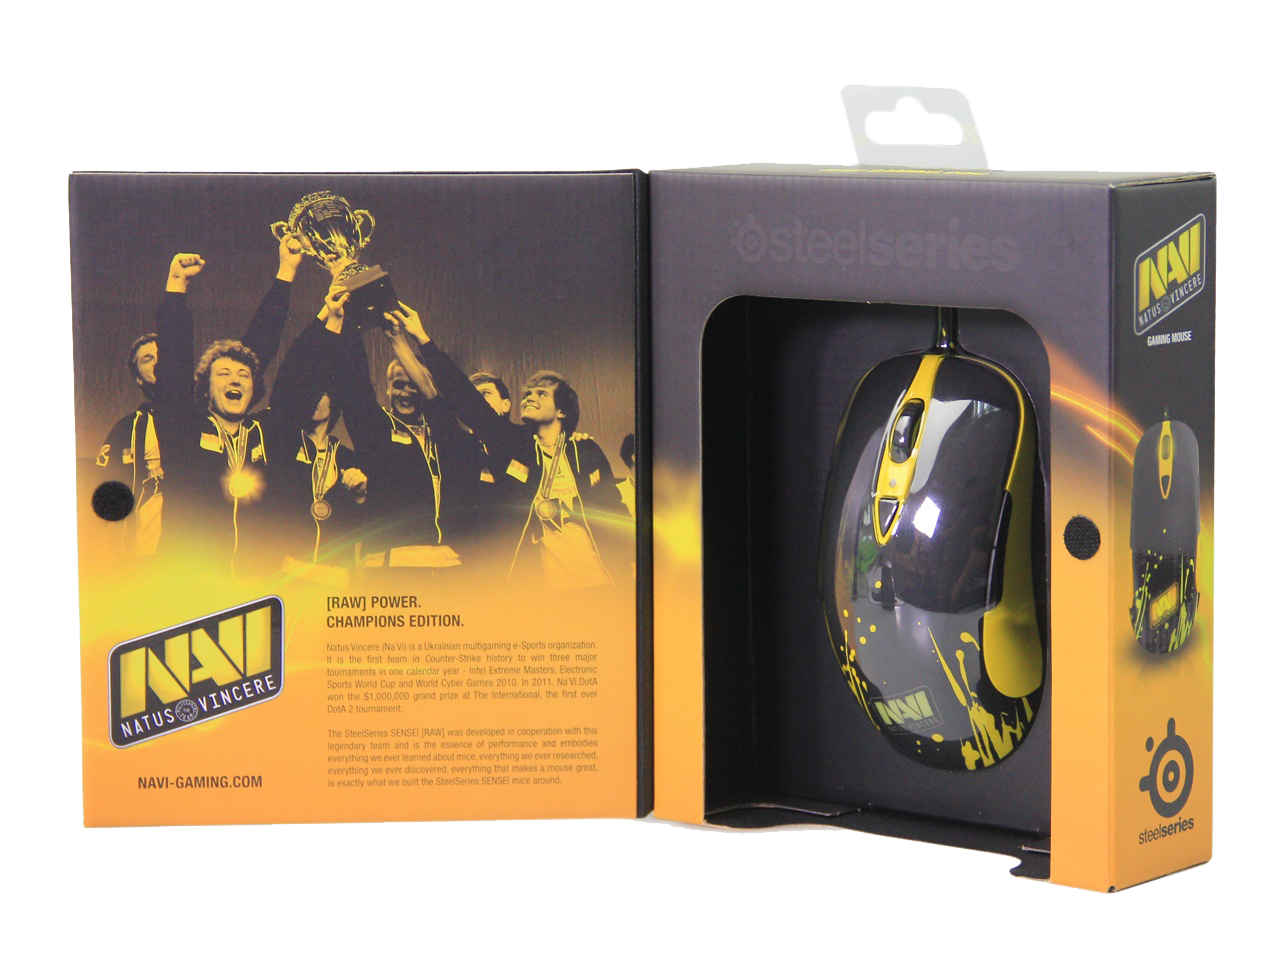 NAVI
NATUS VINCERE
NAVI-GAMING.COM
[RAW] POWER.
CHAMPIONS EDITION.
Natus Vincere (Na`Vi) is a Ukrainian multigaming e-Sports organization.
It is the first team in Counter-Strike history to win three major
tournaments in one calendar year - Intel Extreme Masters, Electronic
Sports World Cup and World Cyber Games 2010. In 2011, Na`Vi.DotA
won the $1,000,000 grand prize at The International, the first ever
DotA 2 tournament.
The SteelSeries SENSEI [RAW] was developed in cooperation with this
legendary team and is the essence of performance and embodies
everything we ever learned about mice, everything we ever researched,
everything we ever discovered, everything that makes a mouse great,
is exactly what we built the SteelSeries SENSEI mice around.
steelseries
NAVI
NATUS VINCERE
NAVI
NATUS VINCERE
GAMING MOUSE
NAVI
steelseries